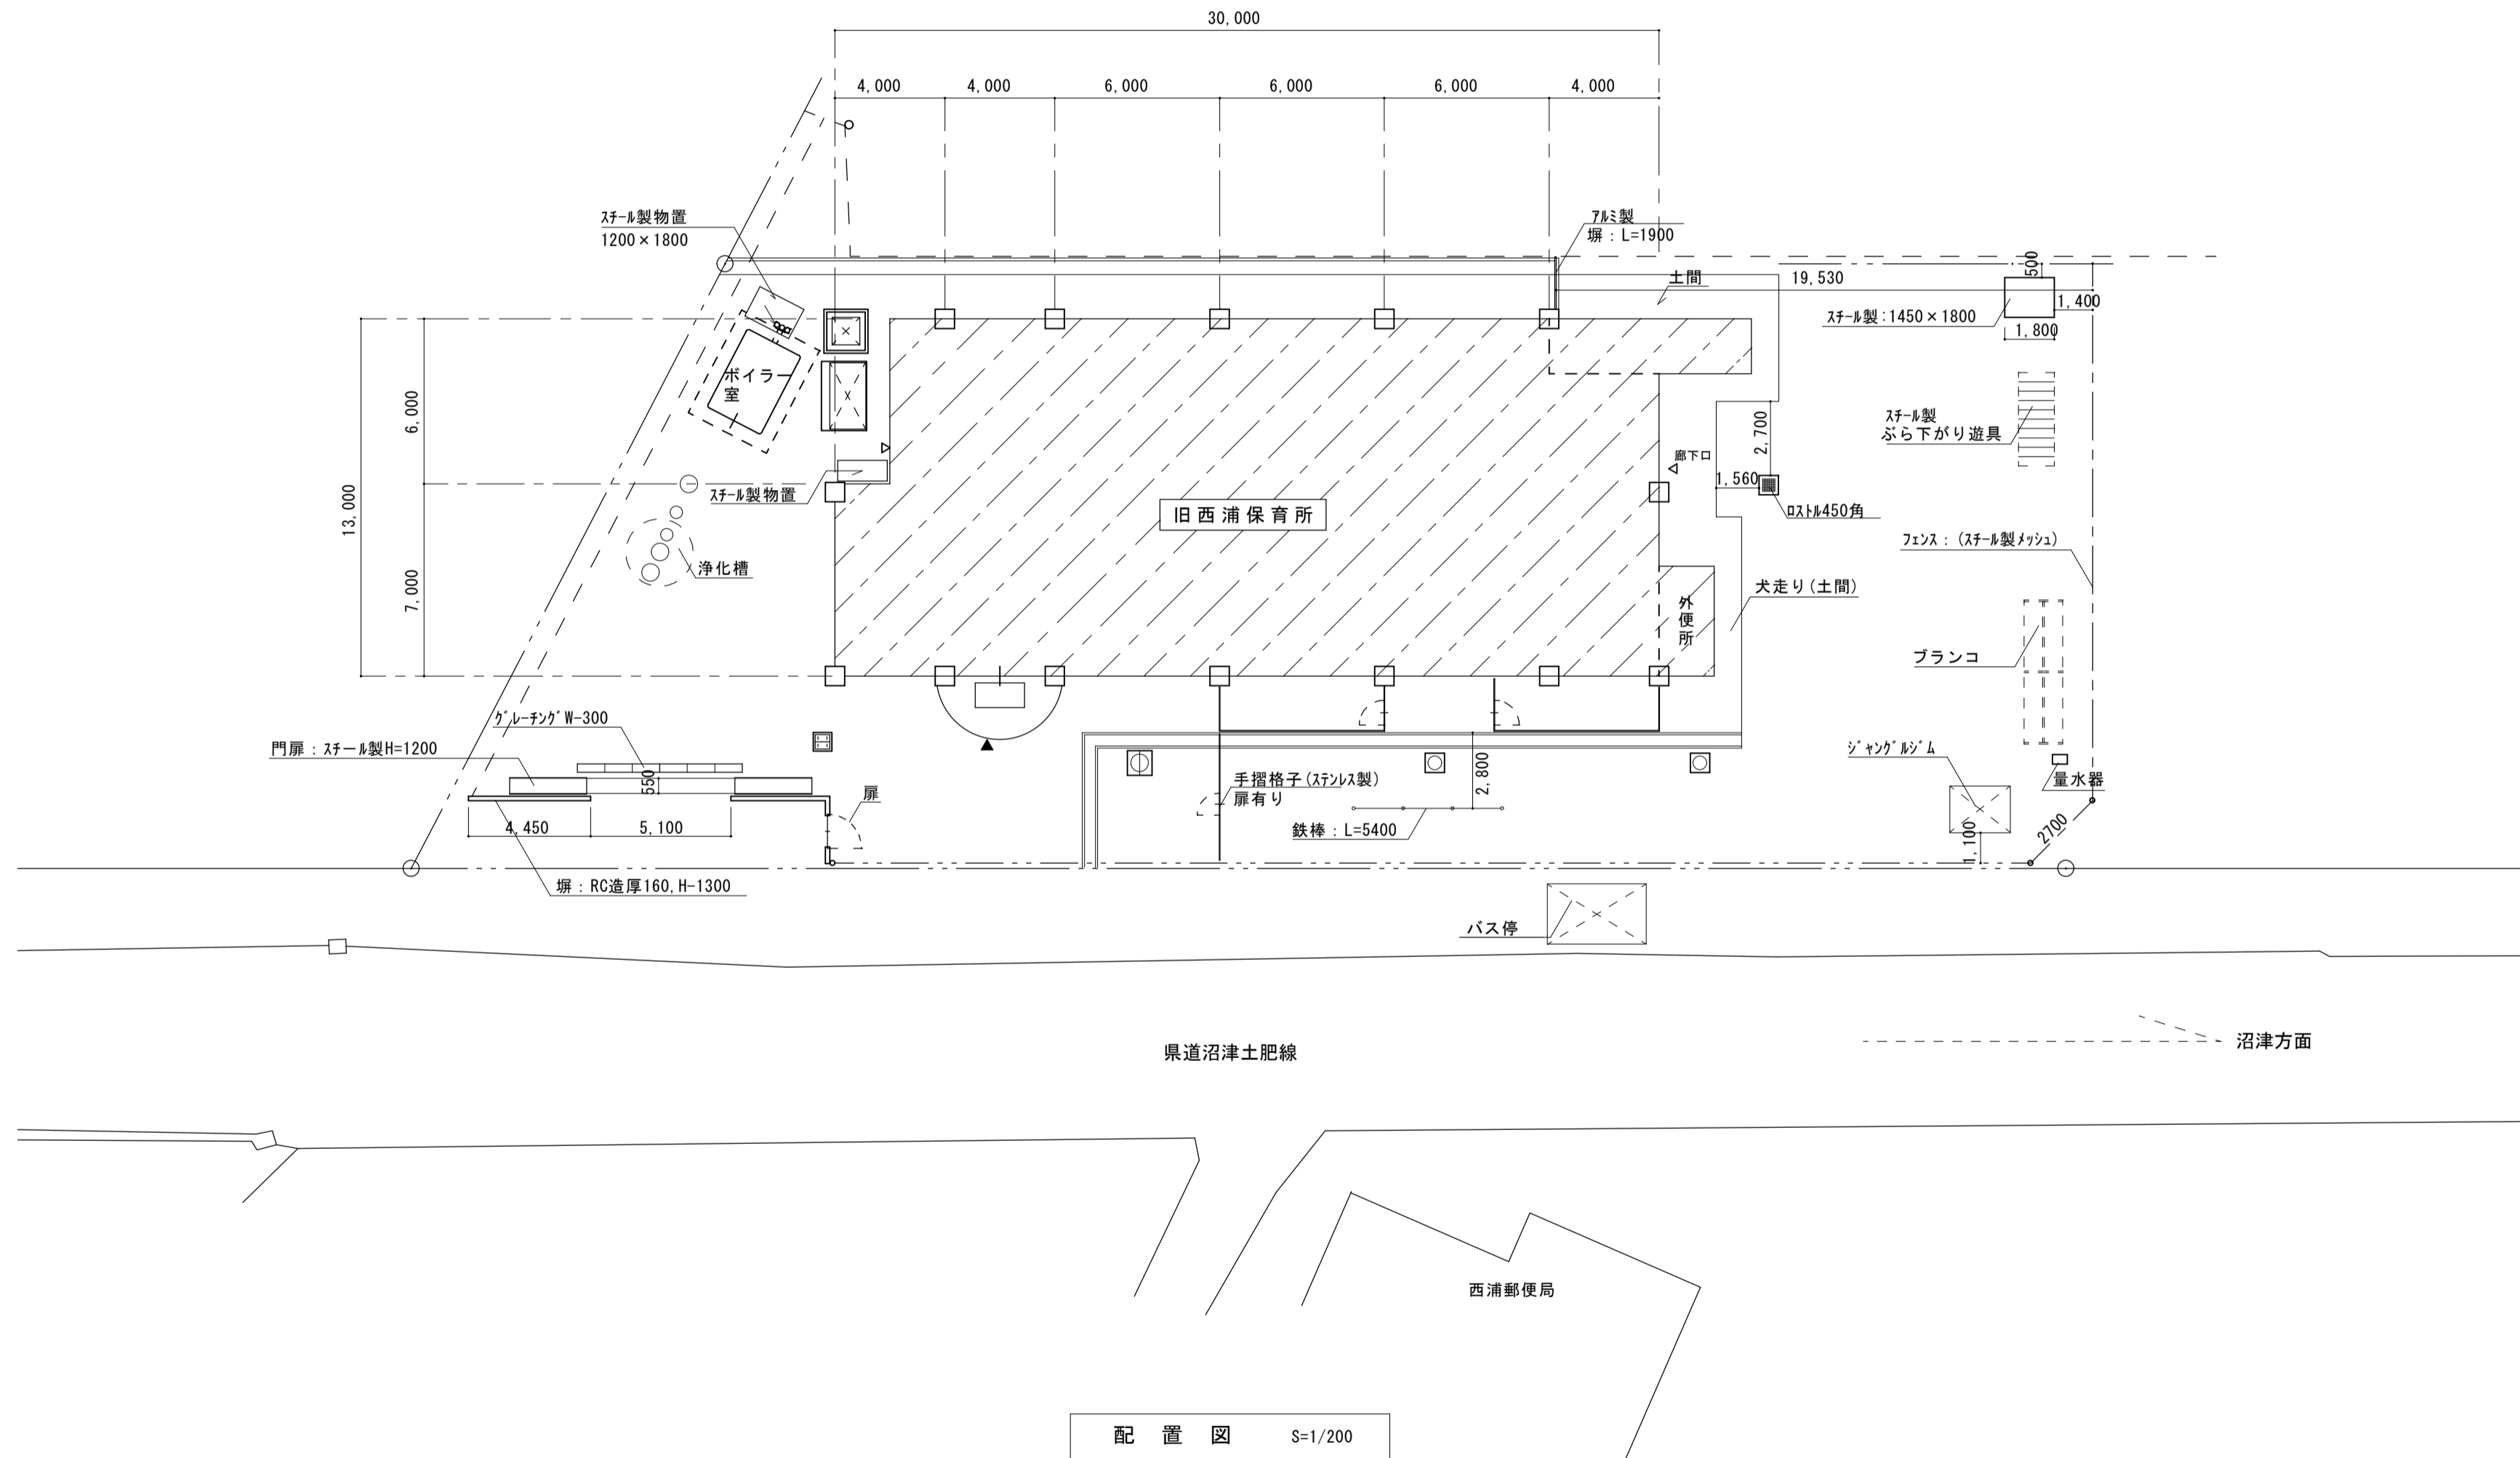 30,000
4,000
4,000
6,000
6,000
6,000
4,000
ｽﾁｰﾙ製物置
1200×1800
ｱﾙﾐ製
塀：L=1900
土間
19,530
500
1,400
ｽﾁｰﾙ製：1450×1800
1,800
ボイラー
室
6,000
13,000
7,000
ｽﾁｰﾙ製
ぶら下がり遊具
2,700
廊下口
1,560
ﾛｽﾄﾙ450角
ｽﾁｰﾙ製物置
旧西浦保育所
ﾌｪﾝｽ：(ｽﾁｰﾙ製ﾒｯｼｭ)
浄化槽
犬走り(土間)
外
便
所
ブランコ
ｸﾞﾚｰﾁﾝｸﾞW-300
門扉：ｽﾁｰﾙ製H=1200
550
扉
手摺格子(ｽﾃﾝﾚｽ製)
扉有り
2,800
ｼﾞｬﾝｸﾞﾙｼﾞﾑ
量水器
4,450
5,100
鉄棒：L=5400
1,100
2700
塀：RC造厚160,H-1300
バス停
県道沼津土肥線
沼津方面
西浦郵便局
配置図 S=1/200